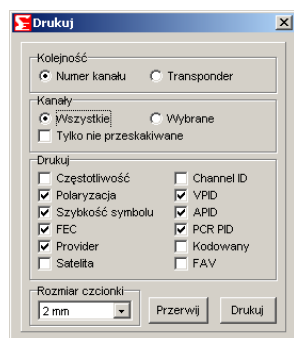 Drukuj
Kolejność
Numer kanału Transponder
Kanały
Wszystkie Wybrane
Tylko nie przeskakiwane
Drukuj
Częstotliwość Channel ID
Polaryzacja VPID
Szybkość symbolu APID
FEC PCR PID
Provider Kodowany
Satelita FAV
Rozmiar czcionki
2 mm Przerwij Drukuj